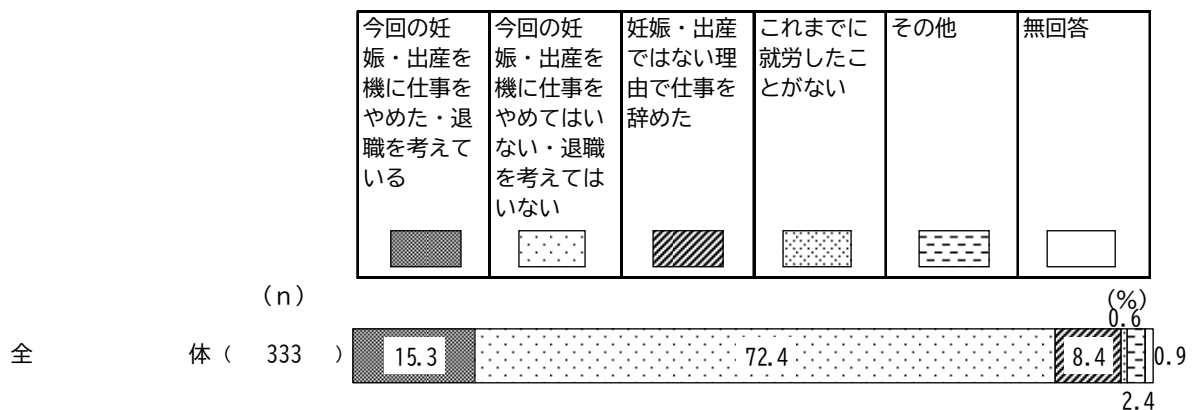 今回の妊
娠・出産を
機に仕事を
やめた・退
職を考えて
いる
今回の妊
娠・出産を
機に仕事を
やめてはい
ない・退職
を考えては
いない
妊娠・出産
ではない理
由で仕事を
辞めた
これまでに
就労したこ
とがない
その他
無回答
(n)
(%)
全体( 333 )
15.3
72.4
8.4
0.6
2.4
0.9